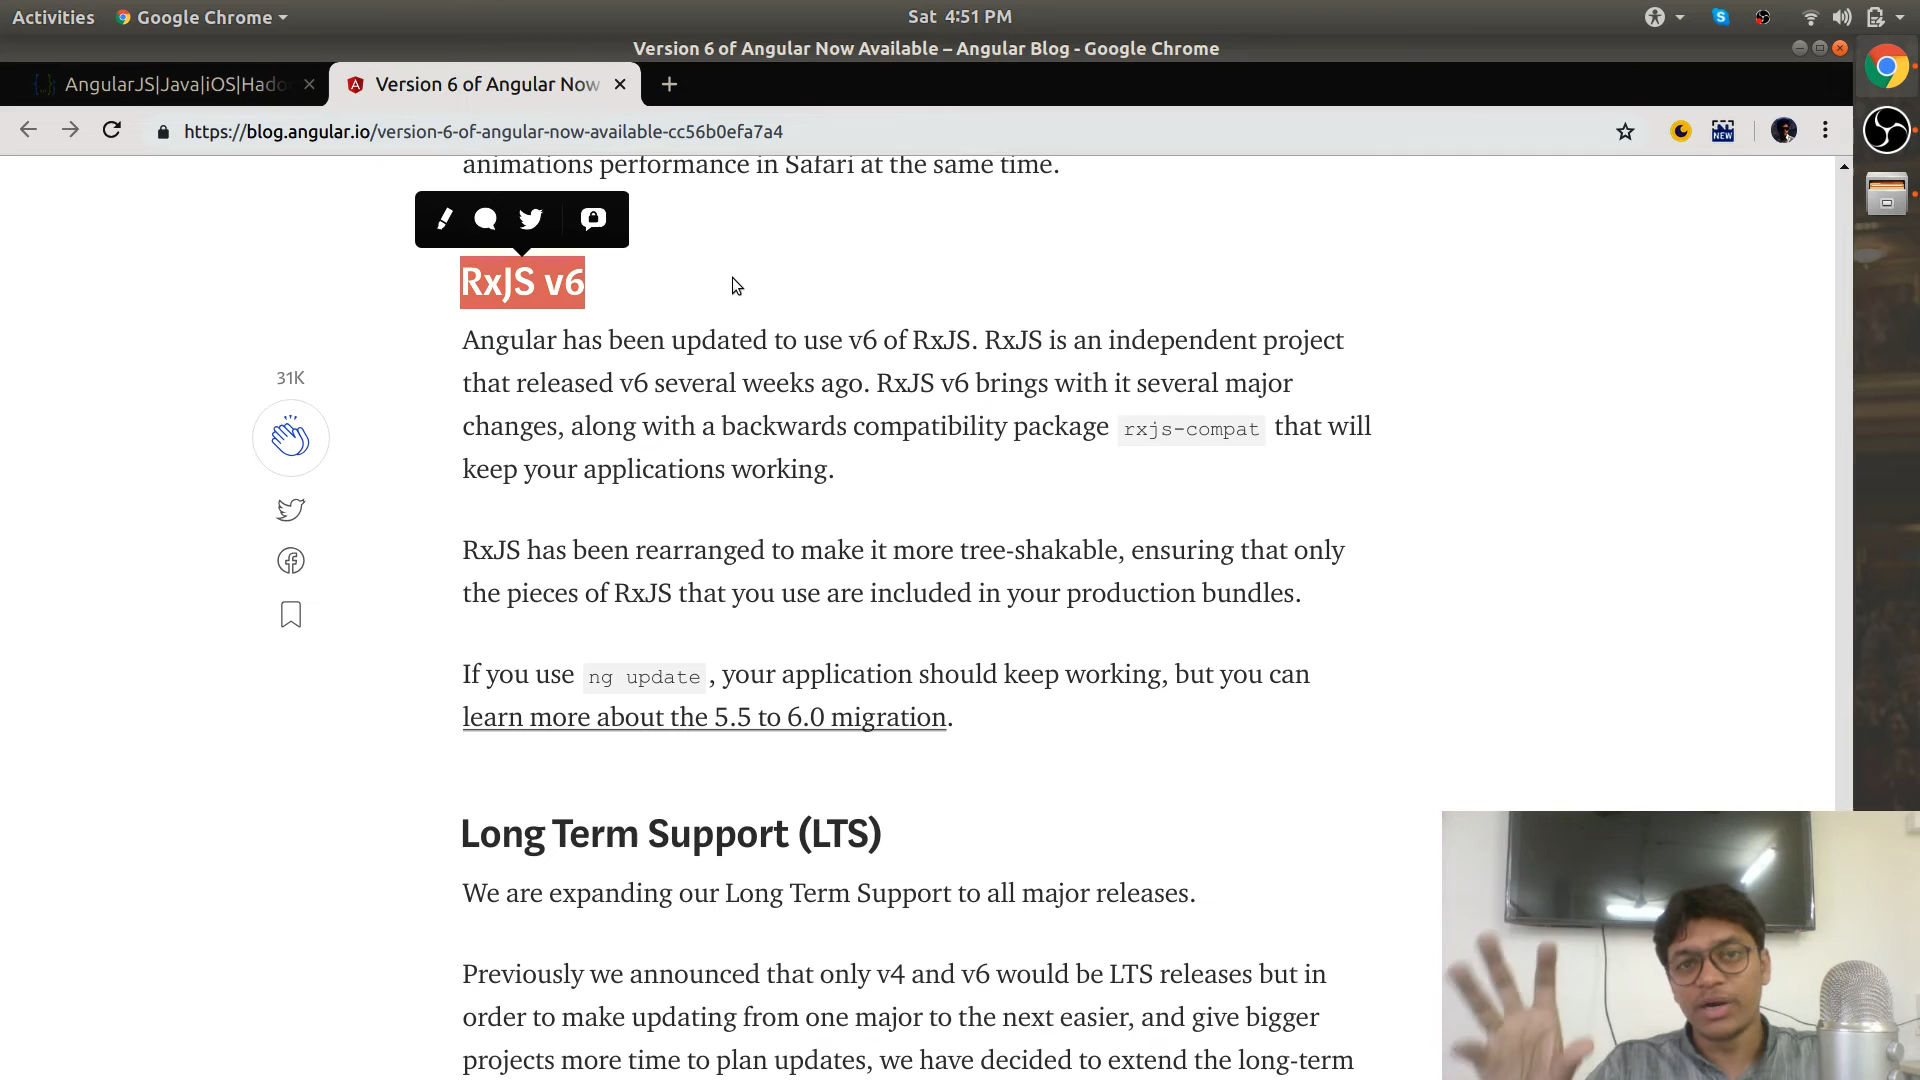 Activities
Google Chrome
Sat 4:51 PM
Version 6 of Angular Now Available – Angular Blog - Google Chrome
AngularJS|Java|iOS|Hado
Version 6 of Angular Now
https://blog.angular.io/version-6-of-angular-now-available-cc56b0efa7a4
NEW
animations performance in Safari at the same time.
RxJS v6
Angular has been updated to use v6 of RxJS. RxJS is an independent project
that released v6 several weeks ago. RxJS v6 brings with it several major
changes, along with a backwards compatibility package rxjs-compat that will
keep your applications working.
31K
RxJS has been rearranged to make it more tree-shakable, ensuring that only
the pieces of RxJS that you use are included in your production bundles.
If you use ng update, your application should keep working, but you can
learn more about the 5.5 to 6.0 migration.
Long Term Support (LTS)
We are expanding our Long Term Support to all major releases.
Previously we announced that only v4 and v6 would be LTS releases but in
order to make updating from one major to the next easier, and give bigger
projects more time to plan updates, we have decided to extend the long-term